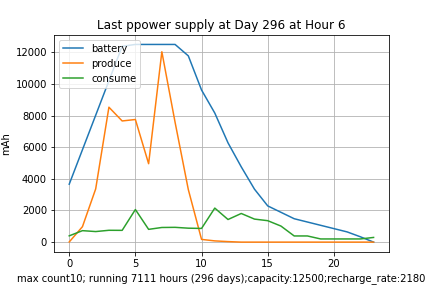 Last ppower supply at Day 296 at Hour 6
12000
10000
8000
6000
4000
2000
0
mAh
battery
produce
consume
0
5
10
15
20
max count10; running 7111 hours (296 days);capacity:12500;recharge_rate:2180